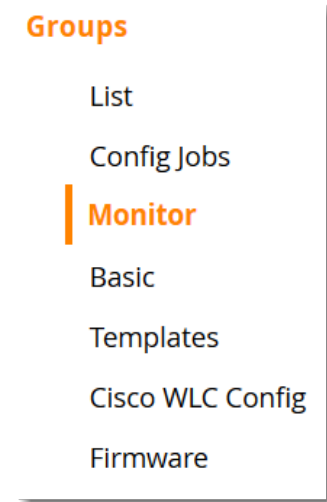 Groups
List
Config Jobs
Monitor
Basic
Templates
Cisco WLC Config
Firmware